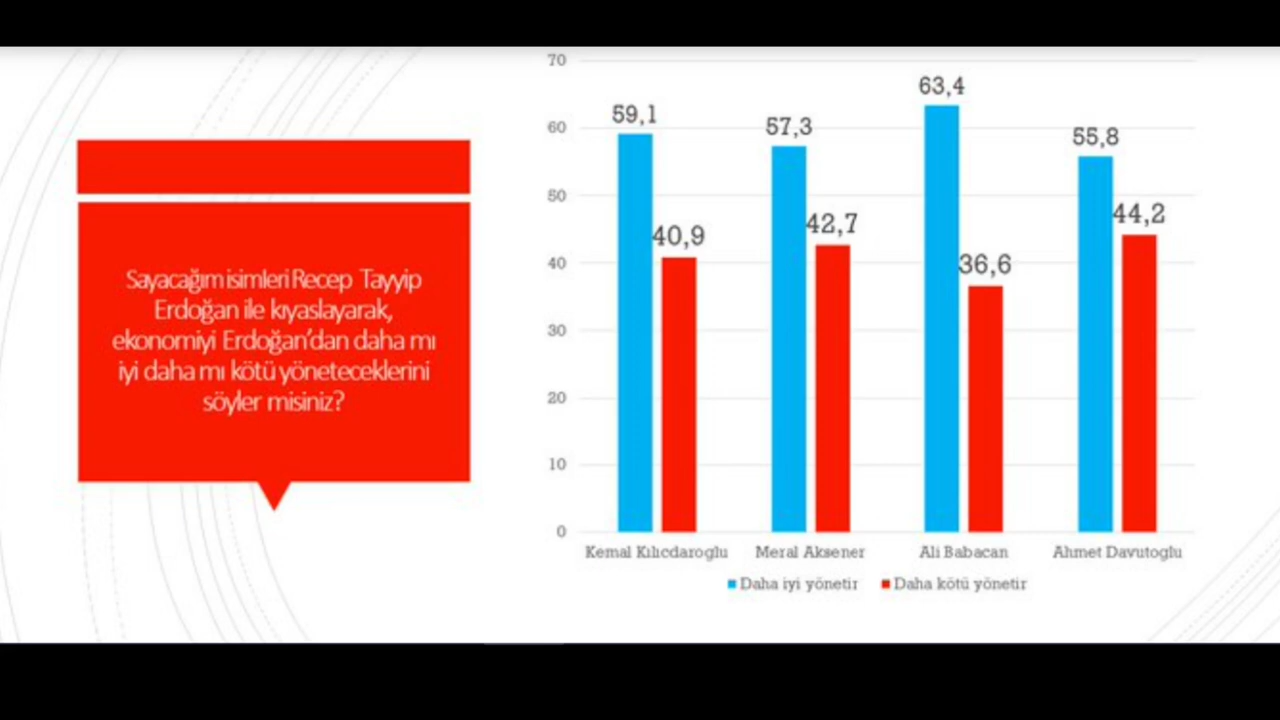 Sayacağım isimleri Recep Tayyip
Erdoğan ile kıyaslayarak,
ekonomiyi Erdoğan'dan daha mı
iyi daha mı kötü yöneteceklerini
söyler misiniz?
70
60
50
40
30
20
10
0
59,1
40,9
57,3
42,7
63,4
36,6
55,8
44,2
Kemal Kılıcdaroglu
Meral Aksener
Ali Babacan
Ahmet Davutoglu
Daha iyi yönetir
Daha kötü yönetir